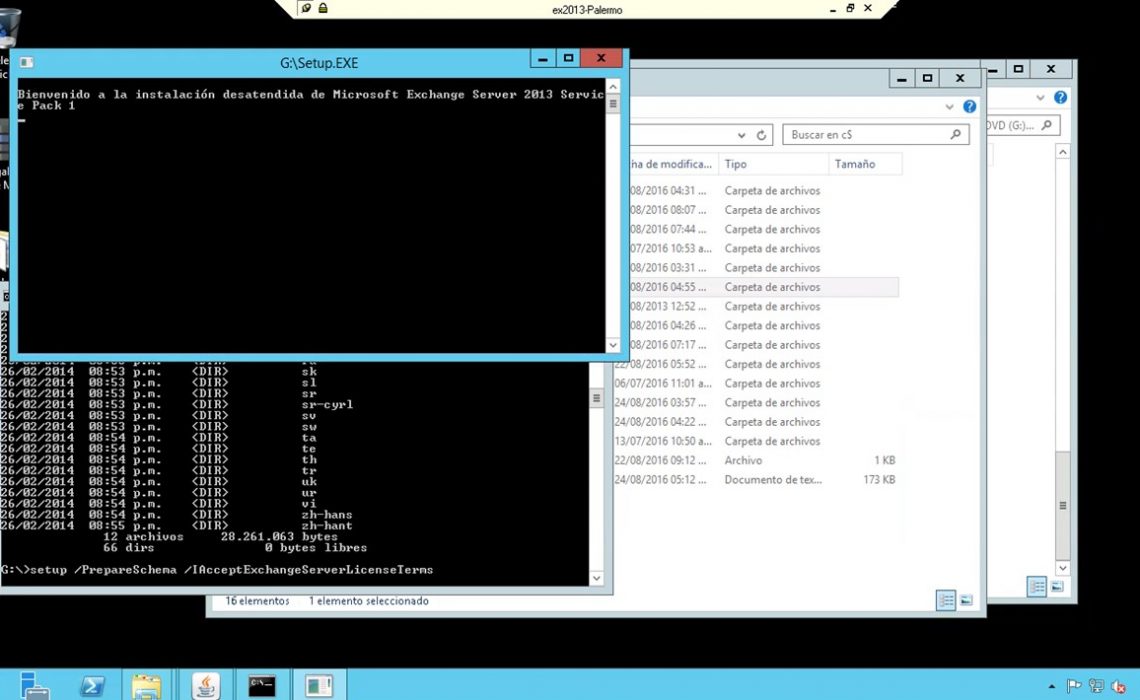 ex2013-Palermo
G:\Setup.EXE
Bienvenido a la instalación desatendida de Microsoft Exchange Server 2013 Servic
e Pack 1
DVD (G:)...
Buscar en c$
ha de modifica... Tipo Tamaño
08/2016 04:31 ... Carpeta de archivos
08/2016 08:07 ... Carpeta de archivos
08/2016 07:44 ... Carpeta de archivos
07/2016 10:53 a... Carpeta de archivos
08/2016 03:31 ... Carpeta de archivos
08/2016 04:55 ... Carpeta de archivos
08/2013 12:52 ... Carpeta de archivos
08/2016 04:26 ... Carpeta de archivos
08/2016 07:17 ... Carpeta de archivos
22/08/2016 05:52 ... Carpeta de archivos
06/07/2016 11:01 a... Carpeta de archivos
24/08/2016 03:57 ... Carpeta de archivos
24/08/2016 04:22 ... Carpeta de archivos
13/07/2016 10:50 a... Carpeta de archivos
22/08/2016 09:12 ... Archivo 1 KB
24/08/2016 05:12 ... Documento de tex... 173 KB
26/02/2014 08:53 p.m. <DIR> sk
26/02/2014 08:53 p.m. <DIR> sl
26/02/2014 08:53 p.m. <DIR> sr
26/02/2014 08:53 p.m. <DIR> sr-cyrl
26/02/2014 08:53 p.m. <DIR> sv
26/02/2014 08:53 p.m. <DIR> sw
26/02/2014 08:54 p.m. <DIR> ta
26/02/2014 08:54 p.m. <DIR> te
26/02/2014 08:54 p.m. <DIR> th
26/02/2014 08:54 p.m. <DIR> tr
26/02/2014 08:54 p.m. <DIR> uk
26/02/2014 08:54 p.m. <DIR> ur
26/02/2014 08:54 p.m. <DIR> vi
26/02/2014 08:54 p.m. <DIR> zh-hans
26/02/2014 08:55 p.m. <DIR> zh-hant
12 archivos 28.261.063 bytes
66 dirs 0 bytes libres
G:\>setup /PrepareSchema /IAcceptExchangeServerLicenseTerms
16 elementos 1 elemento seleccionado